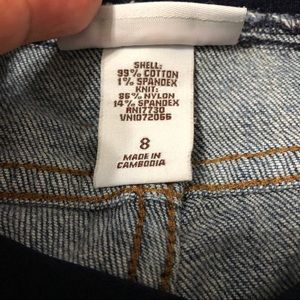 SHELL:
99% COTTON
1% SPANDEX
KNIT:
86% NYLON
14% SPANDEX
RN17730
VN1072066
8
MADE IN
CAMBODIA